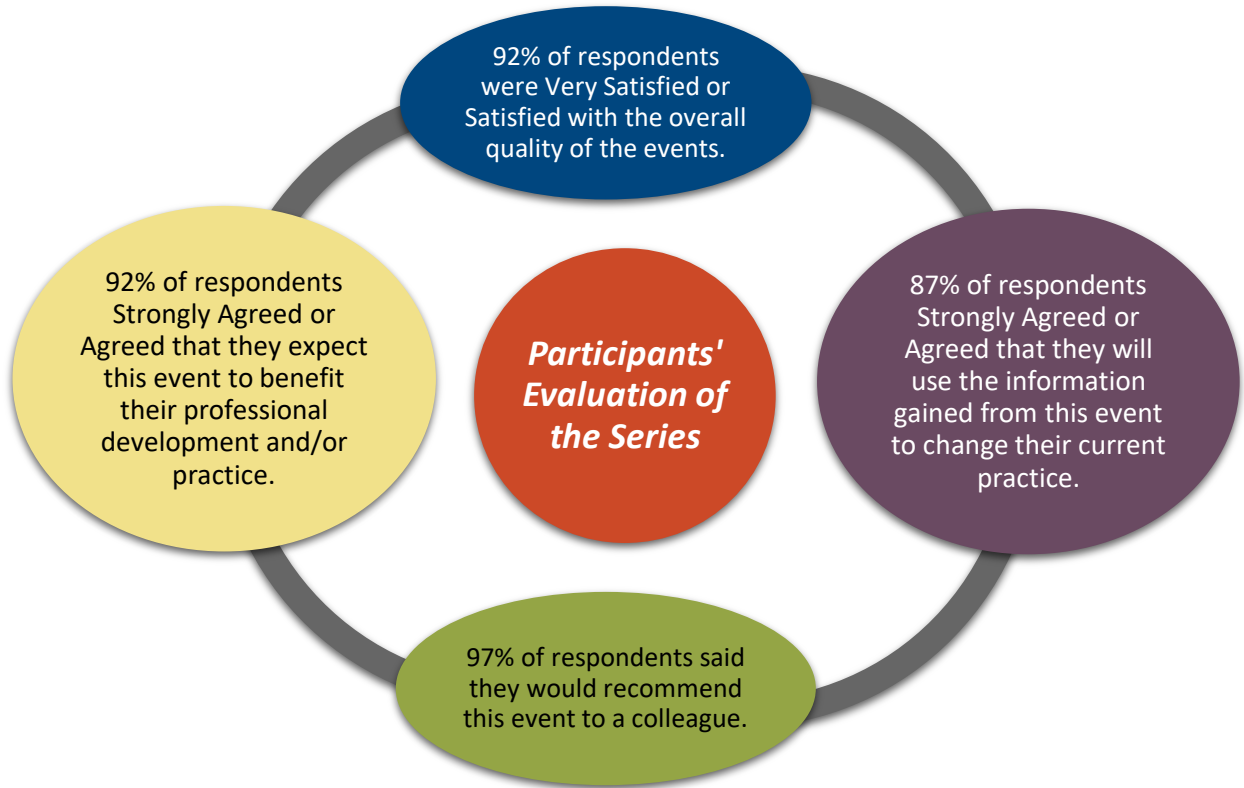 92% of respondents
were Very Satisfied or
Satisfied with the overall
quality of the events.
92% of respondents
Strongly Agreed or
Agreed that they expect
this event to benefit
their professional
development and/or
practice.
Participants'
Evaluation of
the Series
87% of respondents
Strongly Agreed or
Agreed that they will
use the information
gained from this event
to change their current
practice.
97% of respondents said
they would recommend
this event to a colleague.